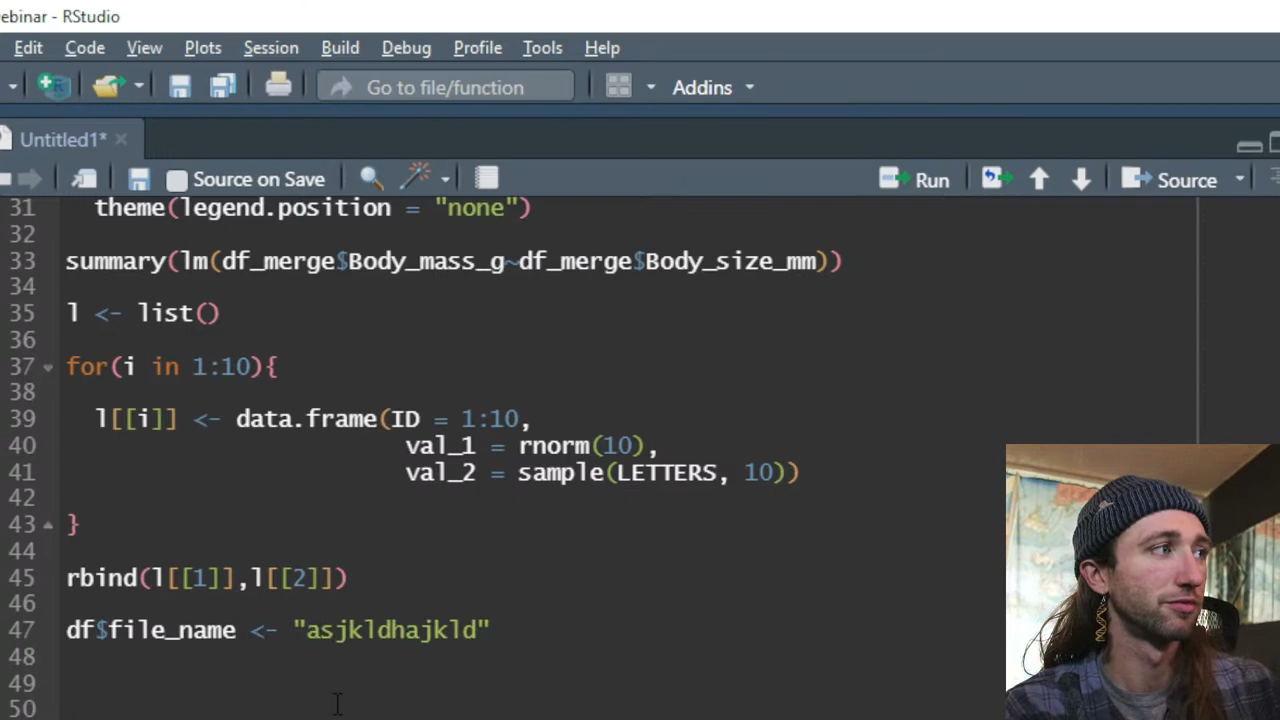 ebinar - RStudio
Edit Code View Plots Session Build Debug Profile Tools Help
Go to file/function Addins
Untitled1*
Source on Save Run Source
31 theme(legend.position = "none")
32
33 summary(lm(df_merge$Body_mass_g~df_merge$Body_size_mm))
34
35 l <- list()
36
37 for(i in 1:10){
38
39 l[[i]] <- data.frame(ID = 1:10,
40 val_1 = rnorm(10),
41 val_2 = sample(LETTERS, 10))
42
43 }
44
45 rbind(l[[1]],l[[2]])
46
47 df$file_name <- "asjkldhajkld"
48
49
50